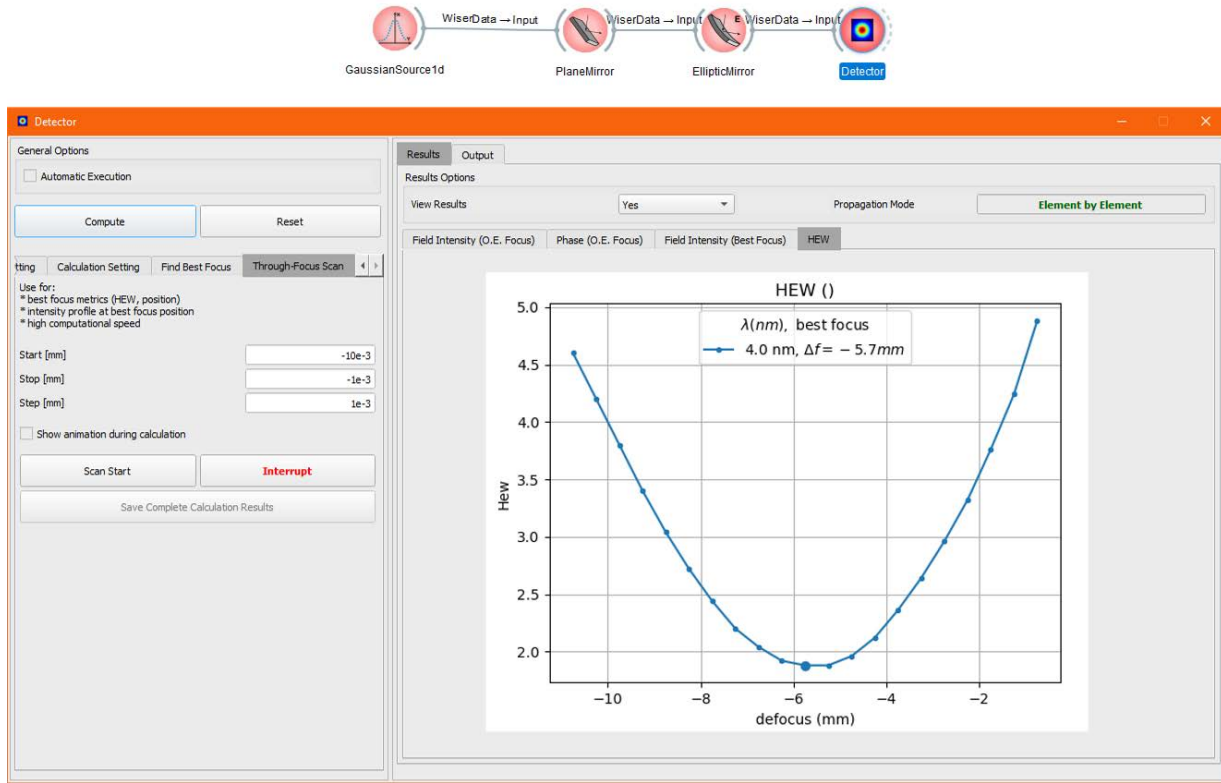 WiserData → Input
WiserData → Input
E
WiserData → Input
GaussianSource1d
PlaneMirror
EllipticMirror
Detector
Detector
General Options
Automatic Execution
Compute
Reset
tting
Calculation Setting
Find Best Focus
Through-Focus Scan
Use for:
* best focus metrics (HEW, position)
* intensity profile at best focus position
* high computational speed
Start [mm]
-10e-3
Stop [mm]
-1e-3
Step [mm]
1e-3
Show animation during calculation
Scan Start
Interrupt
Save Complete Calculation Results
Results
Output
Results Options
View Results
Yes
Propagation Mode
Element by Element
Field Intensity (O.E. Focus)
Phase (O.E. Focus)
Field Intensity (Best Focus)
HEW
HEW ()
λ(nm), best focus
4.0 nm, Δf = − 5.7mm
5.0
4.5
4.0
3.5
3.0
2.5
2.0
Hew
−10
−8
−6
−4
−2
defocus (mm)